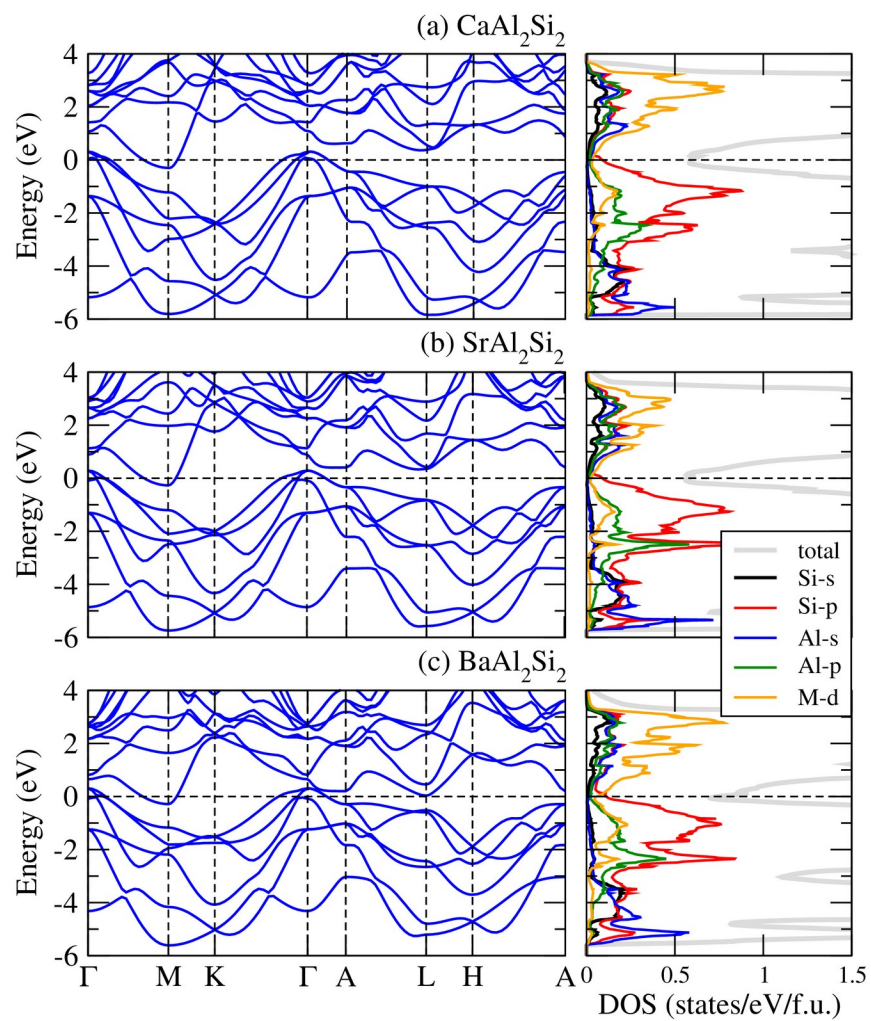 (a) CaAl₂Si₂
4
2
0
-2
-4
-6
Energy (eV)
(b) SrAl₂Si₂
4
2
0
-2
-4
-6
Energy (eV)
total
Si-s
Si-p
Al-s
Al-p
M-d
(c) BaAl₂Si₂
4
2
0
-2
-4
-6
Energy (eV)
Γ M K Γ A L H A
0 0.5 1 1.5
DOS (states/eV/f.u.)